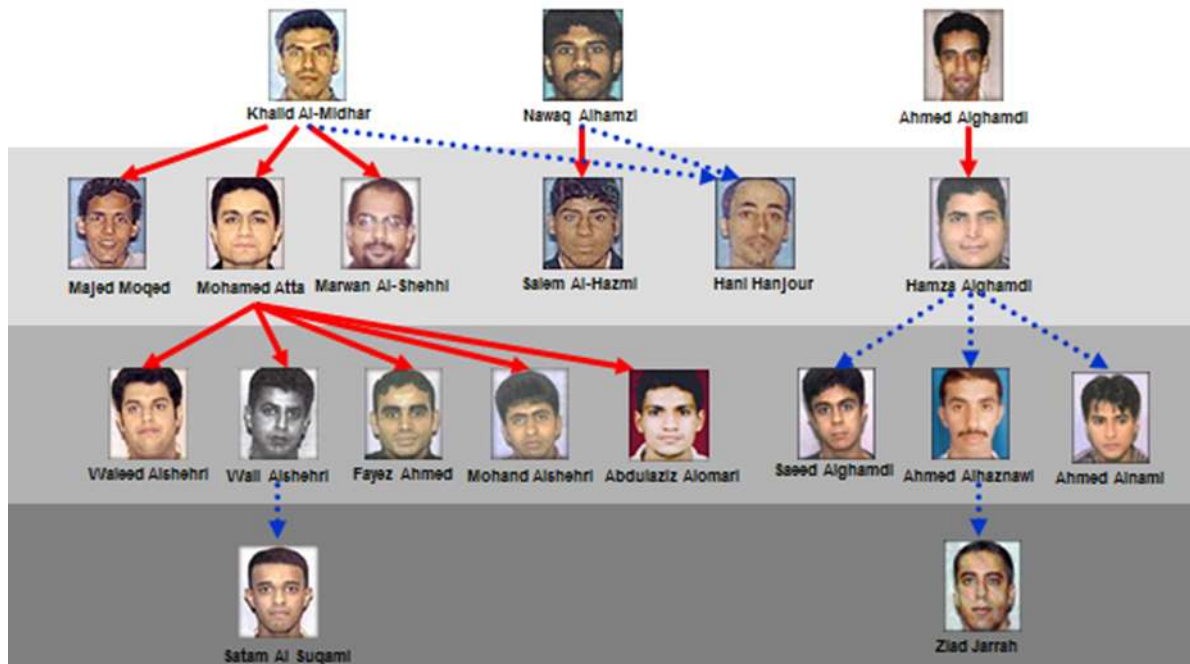 Khalid Al-Midhar
Nawaq Alhamzi
Ahmed Alghamdi
Majed Moqed
Mohamed Atta
Marwan Al-Shehhi
Salem Al-Hazmi
Hani Hanjour
Hamza Alghamdi
Waleed Alshehri
Wail Alshehri
Fayez Ahmed
Mohand Alshehri
Abdulaziz Alomari
Saeed Alghamdi
Ahmed Alhaznawi
Ahmed Alnami
Satam Al Suqami
Ziad Jarrah